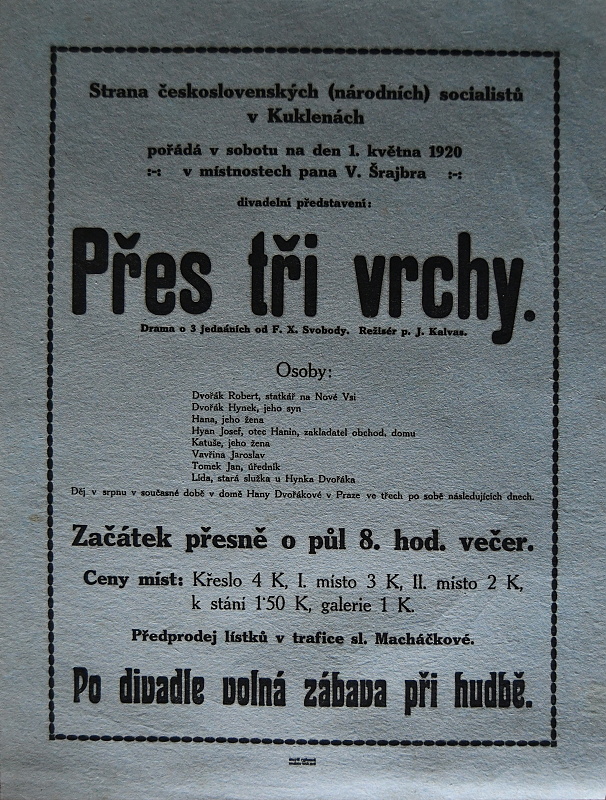 Strana československých (národních) socialistů
v Kuklenách
pořádá v sobotu na den 1. května 1920
:-: v místnostech pana V. Šrajbra :-:
divadelní představení:
Přes tři vrchy.
Drama o 3 jednáních od F. X. Svobody. Režisér p. J. Kalvas.
Osoby:
Dvořák Robert, statkář na Nové Vsi
Dvořák Hynek, jeho syn
Hana, jeho žena
Hyan Josef, otec Hanin, zakladatel obchod. domu
Katuše, jeho žena
Vavřina Jaroslav
Tomek Jan, úředník
Lída, stará služka u Hynka Dvořáka
Děj. v srpnu v současné době v domě Hany Dvořákové v Praze ve třech po sobě následujících dnech.
Začátek přesně o půl 8. hod. večer.
Ceny míst: Křeslo 4 K, I. místo 3 K, II. místo 2 K,
k stání 1·50 K, galerie 1 K.
Předprodej lístků v trafice sl. Macháčkové.
Po divadle volná zábava při hudbě.